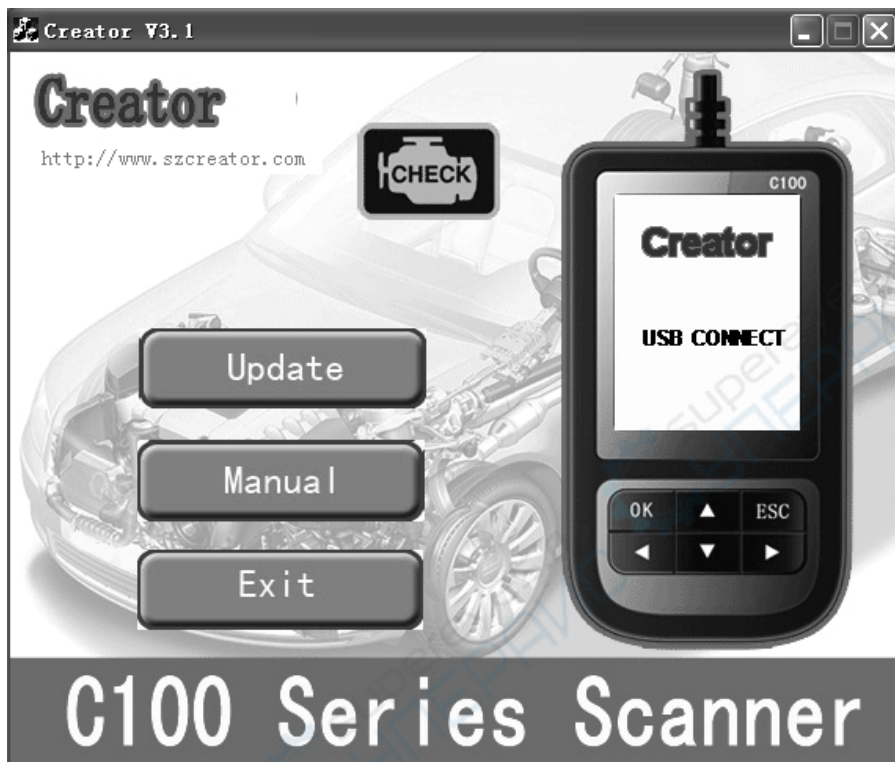 Creator V3.1
Creator
http://www.szcreator.com
CHECK
C100
Creator
USB CONNECT
Update
Manual
Exit
OK
ESC
C100 Series Scanner